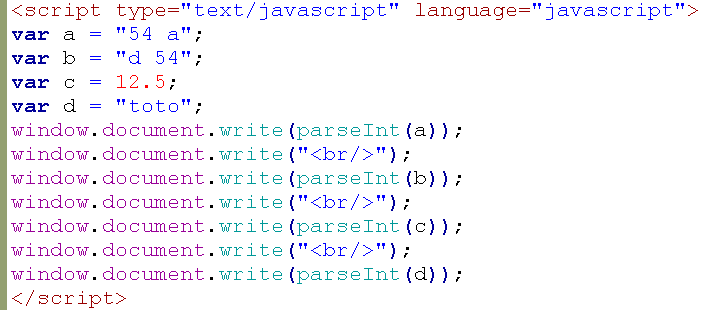 <script type="text/javascript" language="javascript">
var a = "54 a";
var b = "d 54";
var c = 12.5;
var d = "toto";
window.document.write(parseInt(a));
window.document.write("<br/>");
window.document.write(parseInt(b));
window.document.write("<br/>");
window.document.write(parseInt(c));
window.document.write("<br/>");
window.document.write(parseInt(d));
</script>